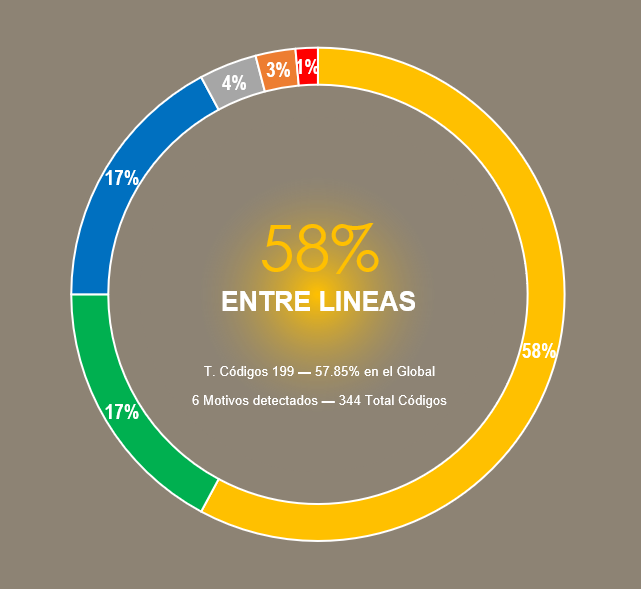 4%
3%
1%
17%
58%
ENTRE LINEAS
58%
T. Códigos 199 — 57.85% en el Global
6 Motivos detectados — 344 Total Códigos
17%